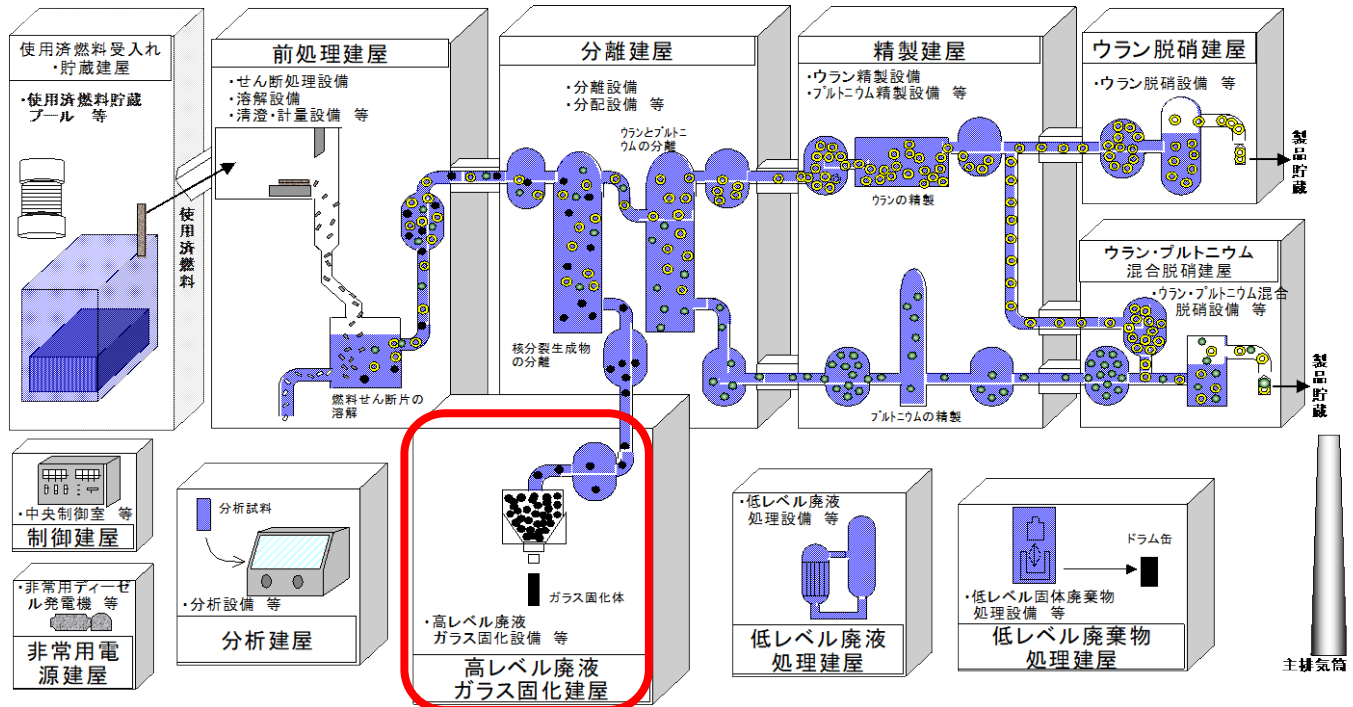 使用済燃料受入れ
・貯蔵建屋
・使用済燃料貯蔵
プール 等
使用済燃料
前処理建屋
・せん断処理設備
・溶解設備
・清澄・計量設備 等
燃料せん断片の
溶解
分離建屋
・分離設備
・分配設備 等
ウランとプルトニ
ウムの分離
核分裂生成物
の分離
精製建屋
・ウラン精製設備
・プルトニウム精製設備 等
ウランの精製
プルトニウムの精製
ウラン脱硝建屋
・ウラン脱硝設備 等
製品貯蔵
ウラン・プルトニウム
混合脱硝建屋
・ウラン・プルトニウム混合
脱硝設備 等
製品貯蔵
・中央制御室 等
制御建屋
・非常用ディーゼ
ル発電機 等
非常用電
源建屋
分析試料
・分析設備 等
分析建屋
ガラス固化体
・高レベル廃液
ガラス固化設備 等
高レベル廃液
ガラス固化建屋
・低レベル廃液
処理設備 等
低レベル廃液
処理建屋
ドラム缶
・低レベル固体廃棄物
処理設備 等
低レベル廃棄物
処理建屋
主排気筒